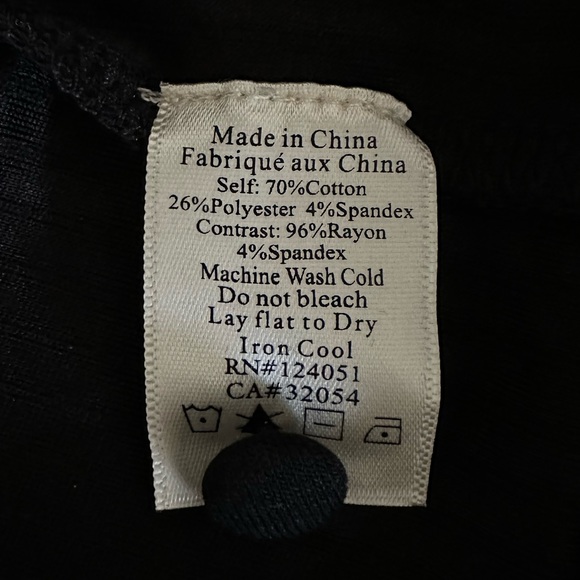 Made in China
Fabriqué aux China
Self: 70%Cotton
26%Polyester 4%Spandex
Contrast: 96%Rayon
4%Spandex
Machine Wash Cold
Do not bleach
Lay flat to Dry
Iron Cool
RN#124051
CA#32054